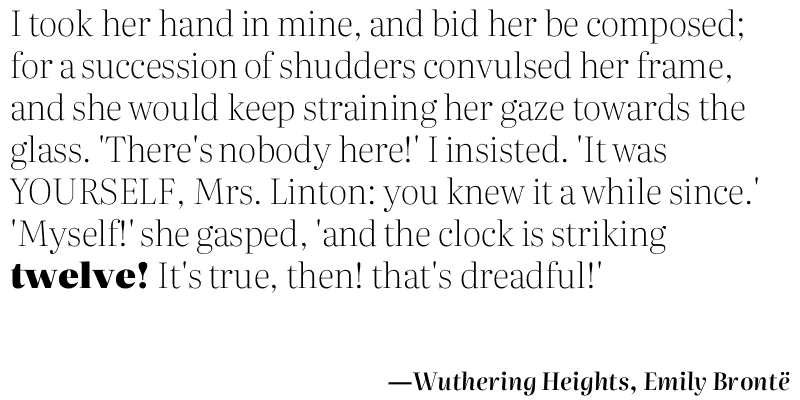 I took her hand in mine, and bid her be composed;
for a succession of shudders convulsed her frame,
and she would keep straining her gaze towards the
glass. 'There's nobody here!' I insisted. 'It was
YOURSELF, Mrs. Linton: you knew it a while since.'
'Myself!' she gasped, 'and the clock is striking
twelve! It's true, then! that's dreadful!'
—Wuthering Heights, Emily Brontë